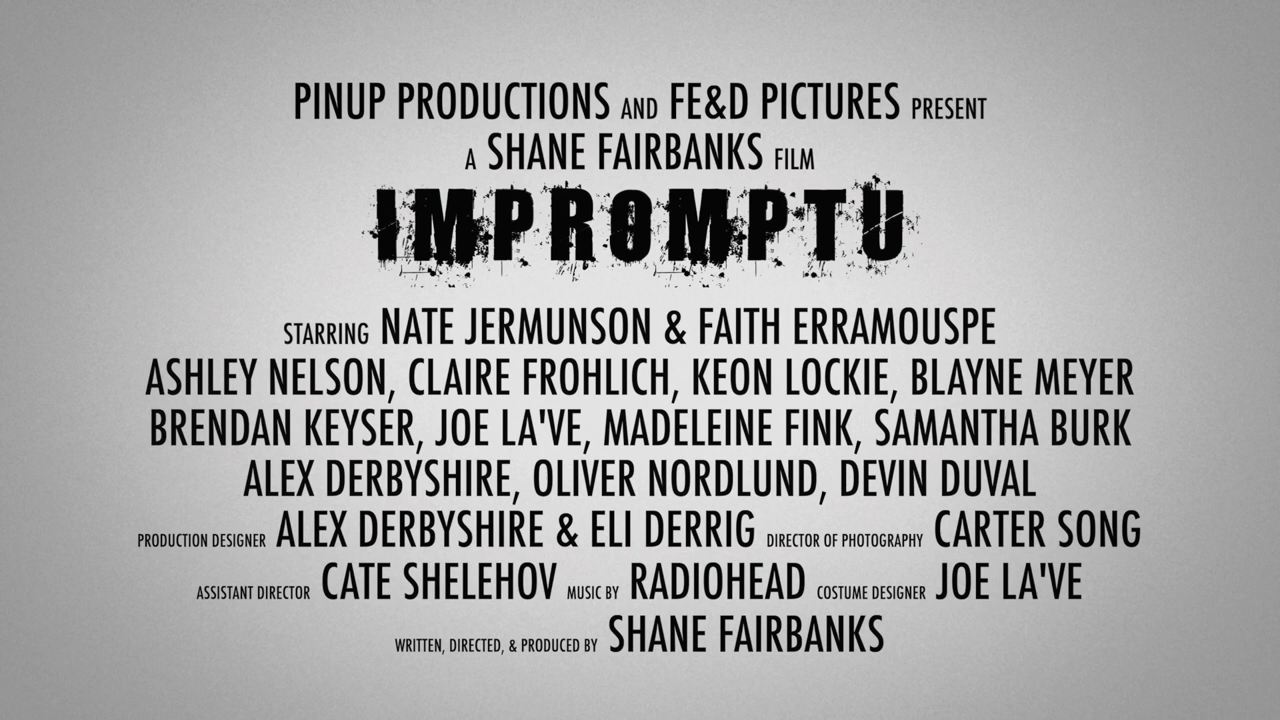 PINUP PRODUCTIONS AND FE&D PICTURES PRESENT
A SHANE FAIRBANKS FILM
IMPROMPTU
STARRING NATE JERMUNSON & FAITH ERRAMOUSPE
ASHLEY NELSON, CLAIRE FROHLICH, KEON LOCKIE, BLAYNE MEYER
BRENDAN KEYSER, JOE LA'VE, MADELEINE FINK, SAMANTHA BURK
ALEX DERBYSHIRE, OLIVER NORDLUND, DEVIN DUVAL
PRODUCTION DESIGNER ALEX DERBYSHIRE & ELI DERRIG DIRECTOR OF PHOTOGRAPHY CARTER SONG
ASSISTANT DIRECTOR CATE SHELEHOV MUSIC BY RADIOHEAD COSTUME DESIGNER JOE LA'VE
WRITTEN, DIRECTED, & PRODUCED BY SHANE FAIRBANKS